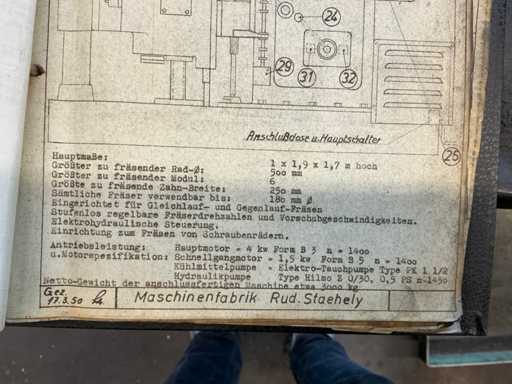 24
29
31
32
Anschlußdose u. Hauptschalter
25
Hauptmaße: 1 x 1,9 x 1,7 m hoch
Größter zu fräsender Rad-Ø: 500 mm
Größter zu fräsender Modul: 6
Größte zu fräsende Zahn-Breite: 250 mm
Sämtliche Fräser verwendbar bis: 180 mm Ø
Eingerichtet für Gleichlauf- und Gegenlauf-Fräsen
Stufenlos regelbare Fräserdrehzahlen und Vorschubgeschwindigkeiten.
Elektrohydraulische Steuerung.
Einrichtung zum Fräsen von Schraubenrädern.
Antriebsleistung: Hauptmotor = 4 kw Form B 3 n = 1400
u.Motorspezifikation: Schnellgangmotor = 1,5 kw Form B 5 n = 1400
Kühlmittelpumpe - Elektro-Tauchpumpe Type PK 1 1/2
Hydraulikpumpe Type Hilno Z 0/30, 0,5 PS n=1450
Netto-Gewicht der anschlussfertigen Maschine etwa 3000 kg
Gez.
17.3.50
Maschinenfabrik Rud. Staehely